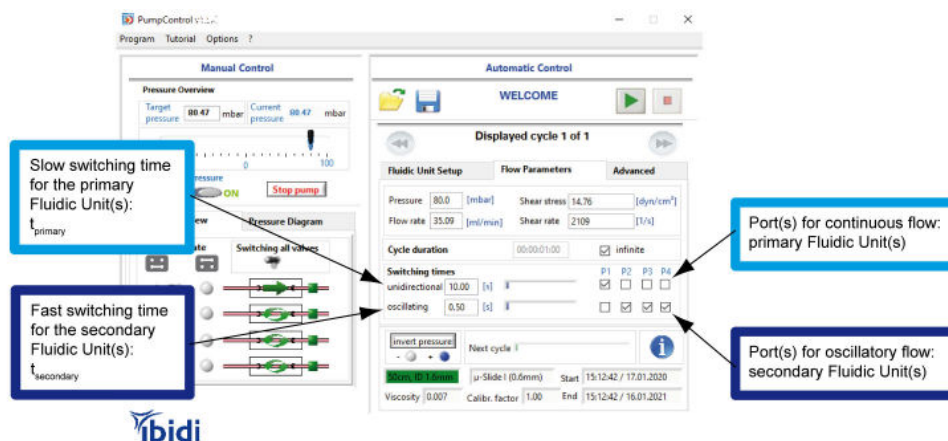 PumpControl
Program Tutorial Options ?
Manual Control
Pressure Overview
Target pressure 80.47 mbar Current pressure 80.47 mbar
0 100
ON Stop pump
Pressure Diagram
Switching all valves
Automatic Control
WELCOME
Displayed cycle 1 of 1
Fluidic Unit Setup Flow Parameters Advanced
Pressure 80.0 [mbar] Shear stress 14.76 [dyn/cm²]
Flow rate 35.09 [ml/min] Shear rate 2109 [1/s]
Cycle duration 00:00:01:00 infinite
Switching times P1 P2 P3 P4
unidirectional 10.00 [s]
oscillating 0.50 [s]
invert pressure Next cycle
- +
50cm, ID 1.6mm µ-Slide I (0.6mm) Start 15:12:42 / 17.01.2020
Viscosity 0.007 Calibr. factor 1.00 End 15:12:42 / 16.01.2021
Slow switching time
for the primary
Fluidic Unit(s):
t primary
Fast switching time
for the secondary
Fluidic Unit(s):
t secondary
Port(s) for continuous flow:
primary Fluidic Unit(s)
Port(s) for oscillatory flow:
secondary Fluidic Unit(s)
ibidi